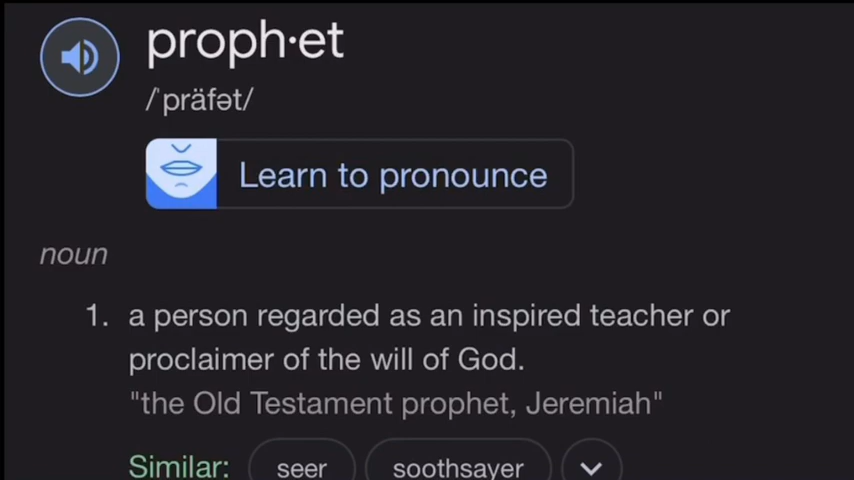 proph·et
/ˈpräfət/
Learn to pronounce
noun
1. a person regarded as an inspired teacher or
proclaimer of the will of God.
"the Old Testament prophet, Jeremiah"
Similar: seer soothsayer